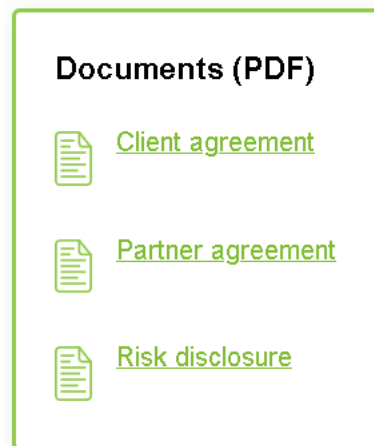 Documents (PDF)
Client agreement
Partner agreement
Risk disclosure